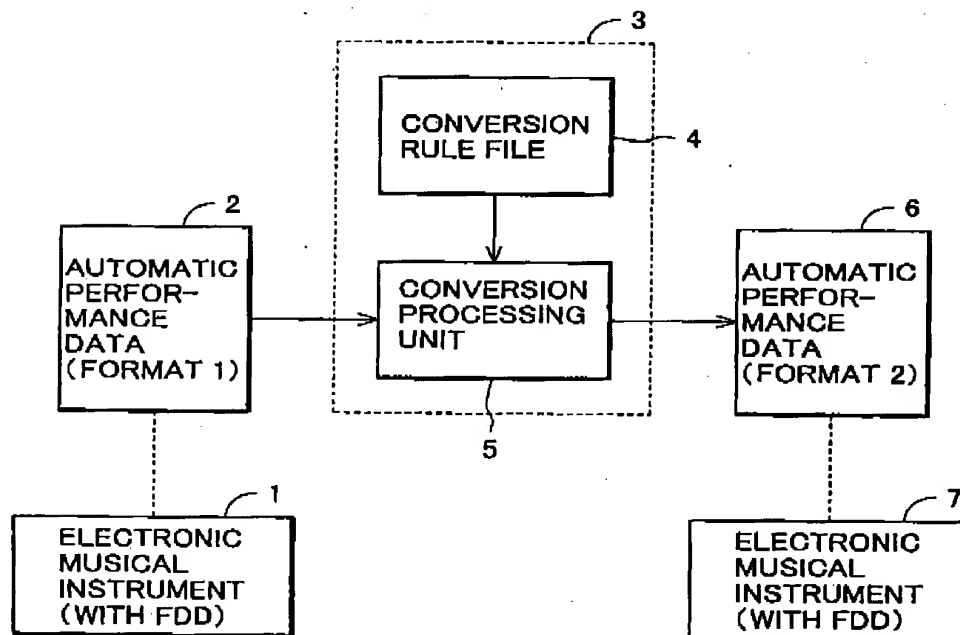 3
CONVERSION
RULE FILE
4
2
AUTOMATIC
PERFOR-
MANCE
DATA
(FORMAT 1)
CONVERSION
PROCESSING
UNIT
5
6
AUTOMATIC
PERFOR-
MANCE
DATA
(FORMAT 2)
1
ELECTRONIC
MUSICAL
INSTRUMENT
(WITH FDD)
7
ELECTRONIC
MUSICAL
INSTRUMENT
(WITH FDD)